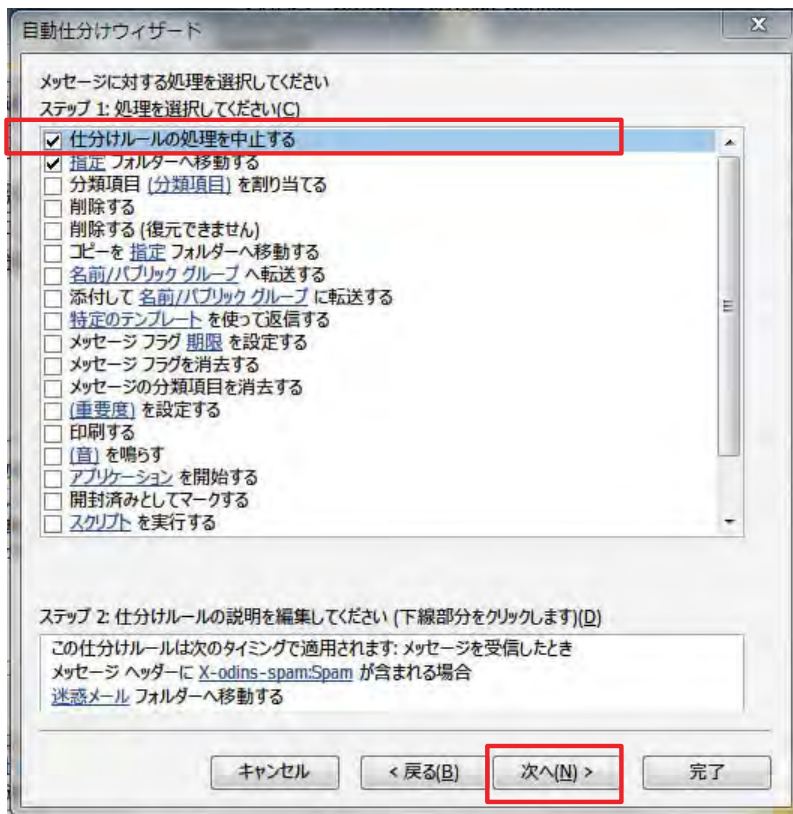 自動仕分けウィザード
メッセージに対する処理を選択してください
ステップ 1: 処理を選択してください(C)
仕分けルールの処理を中止する
指定 フォルダーへ移動する
分類項目 (分類項目) を割り当てる
削除する
削除する (復元できません)
コピーを 指定 フォルダーへ移動する
名前/パブリック グループ へ転送する
添付して 名前/パブリック グループ に転送する
特定のテンプレート を使って返信する
メッセージ フラグ 期限 を設定する
メッセージ フラグを消去する
メッセージの分類項目を消去する
(重要度) を設定する
印刷する
(音) を鳴らす
アプリケーション を開始する
開封済みとしてマークする
スクリプト を実行する
ステップ 2: 仕分けルールの説明を編集してください (下線部分をクリックします)(D)
この仕分けルールは次のタイミングで適用されます: メッセージを受信したとき
メッセージ ヘッダーに X-odins-spam:Spam が含まれる場合
迷惑メール フォルダーへ移動する
キャンセル < 戻る(B) 次へ(N) > 完了